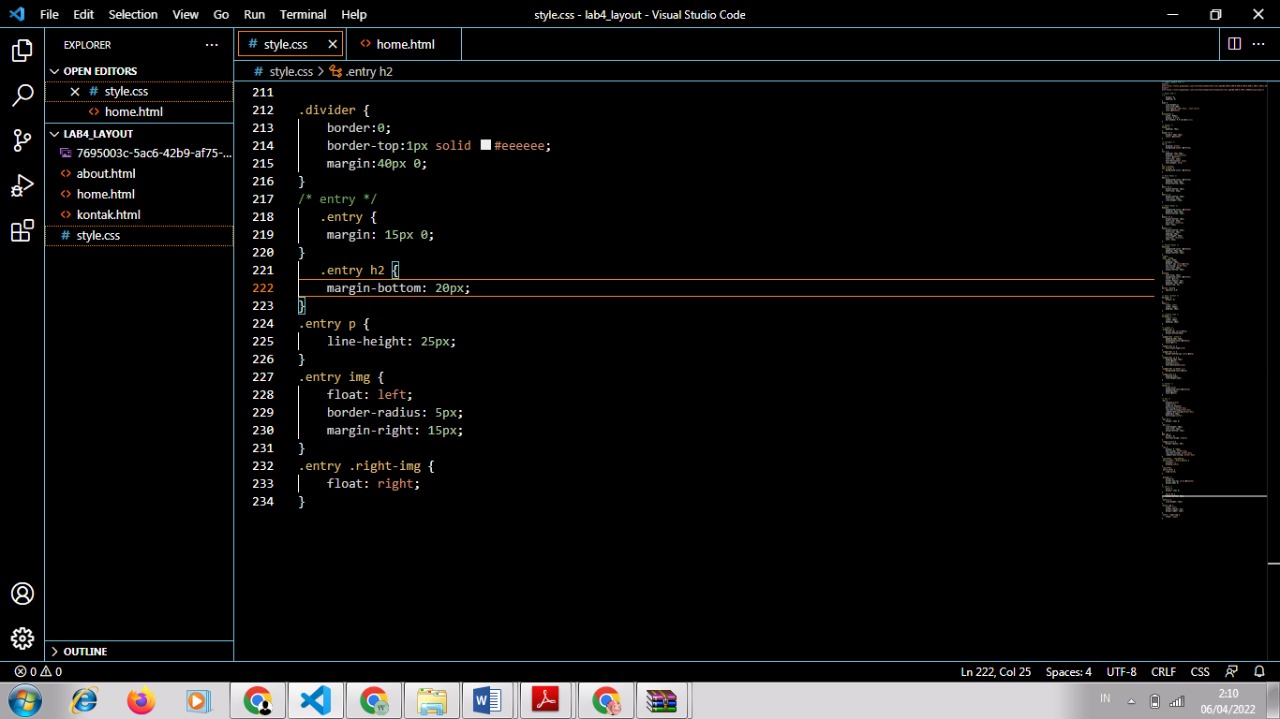 File Edit Selection View Go Run Terminal Help
style.css - lab4_layout - Visual Studio Code
EXPLORER
OPEN EDITORS
style.css
home.html
LAB4_LAYOUT
7695003c-5ac6-42b9-af75-...
about.html
home.html
kontak.html
style.css
OUTLINE
style.css
home.html
style.css > .entry h2
211
212 .divider {
213 border:0;
214 border-top:1px solid #eeeeee;
215 margin:40px 0;
216 }
217 /* entry */
218 .entry {
219 margin: 15px 0;
220 }
221 .entry h2 {
222 margin-bottom: 20px;
223 }
224 .entry p {
225 line-height: 25px;
226 }
227 .entry img {
228 float: left;
229 border-radius: 5px;
230 margin-right: 15px;
231 }
232 .entry .right-img {
233 float: right;
234 }
0 0
Ln 222, Col 25 Spaces: 4 UTF-8 CRLF CSS
IN
2:10
06/04/2022